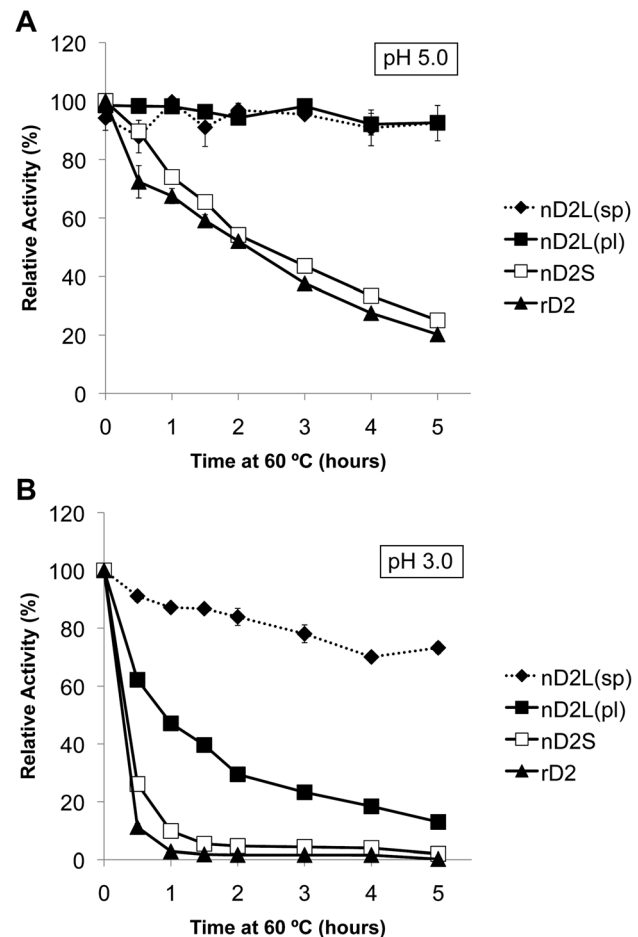 A
pH 5.0
Relative Activity (%)
120
100
80
60
40
20
0
0 1 2 3 4 5
Time at 60 ºC (hours)
nD2L(sp)
nD2L(pl)
nD2S
rD2
B
pH 3.0
Relative Activity (%)
120
100
80
60
40
20
0
0 1 2 3 4 5
Time at 60 ºC (hours)
nD2L(sp)
nD2L(pl)
nD2S
rD2